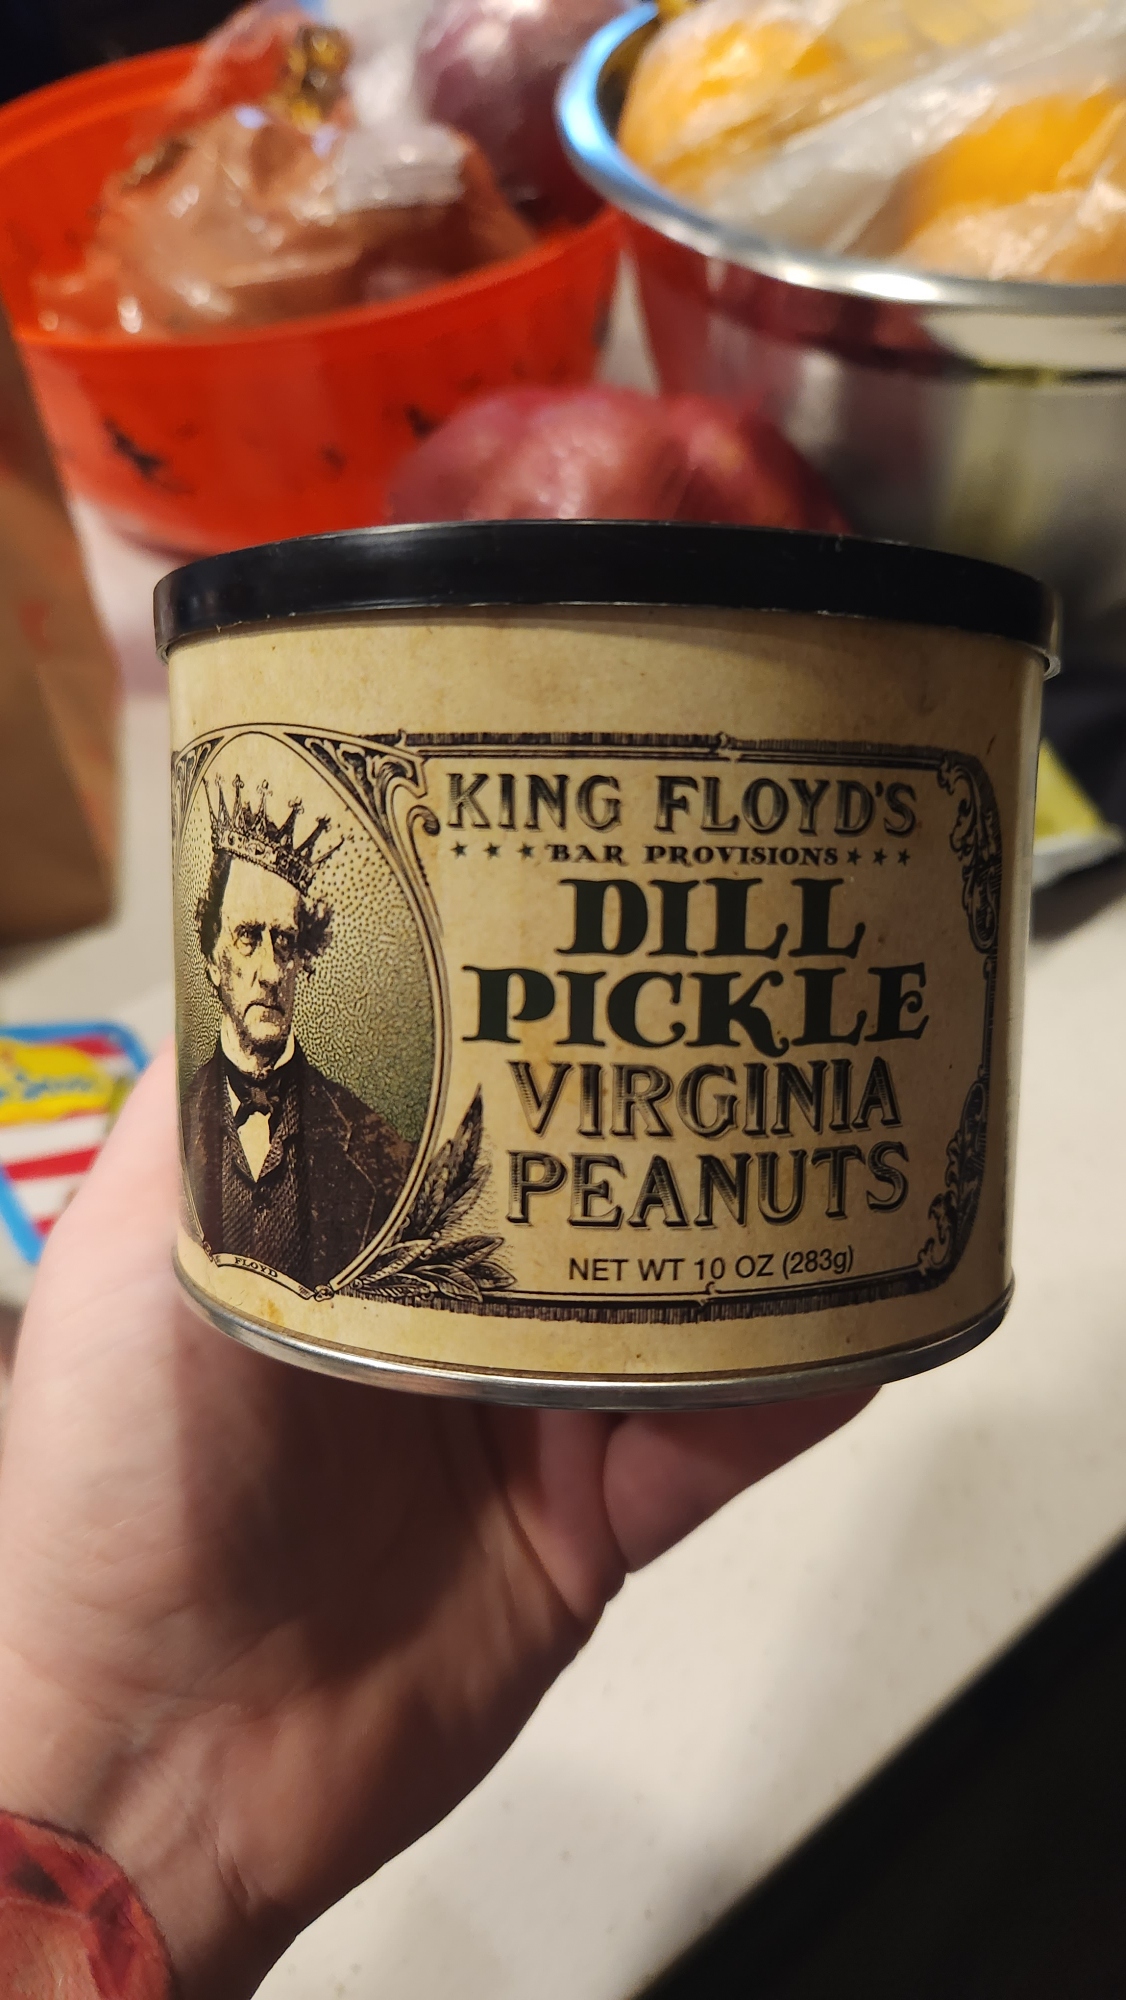 KING FLOYD'S
BAR PROVISIONS
DILL
PICKLE
VIRGINIA
PEANUTS
NET WT 10 OZ (283g)
FLOYD